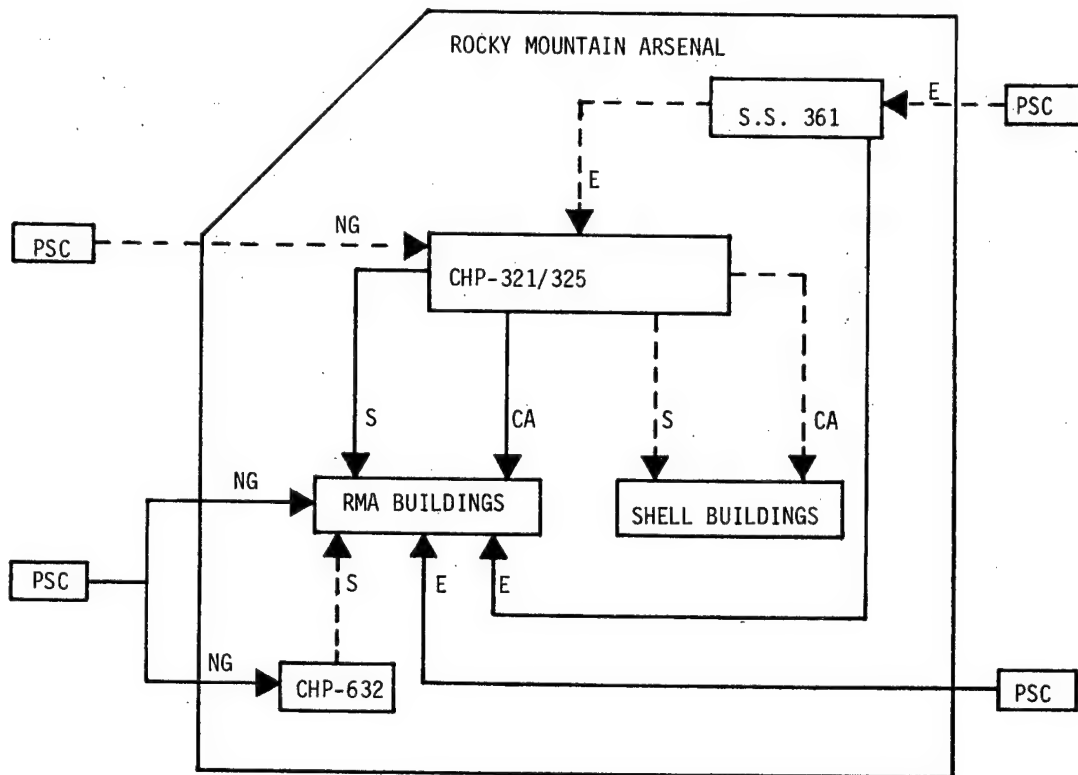 ROCKY MOUNTAIN ARSENAL
E
PSC
S.S. 361
E
NG
PSC
CHP-321/325
S
CA
S
CA
NG
RMA BUILDINGS
SHELL BUILDINGS
PSC
S
E
E
NG
CHP-632
PSC